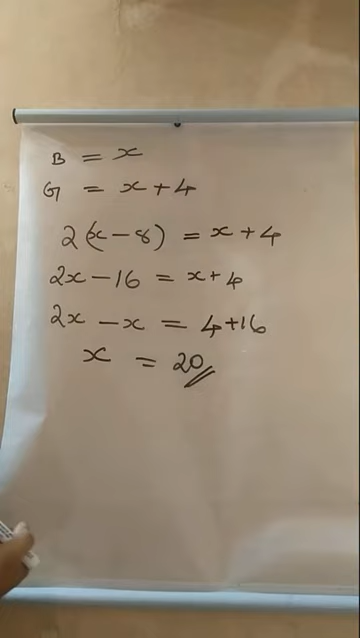 B = x
G = x + 4
2(x - 8) = x + 4
2x - 16 = x + 4
2x - x = 4 + 16
x = 20